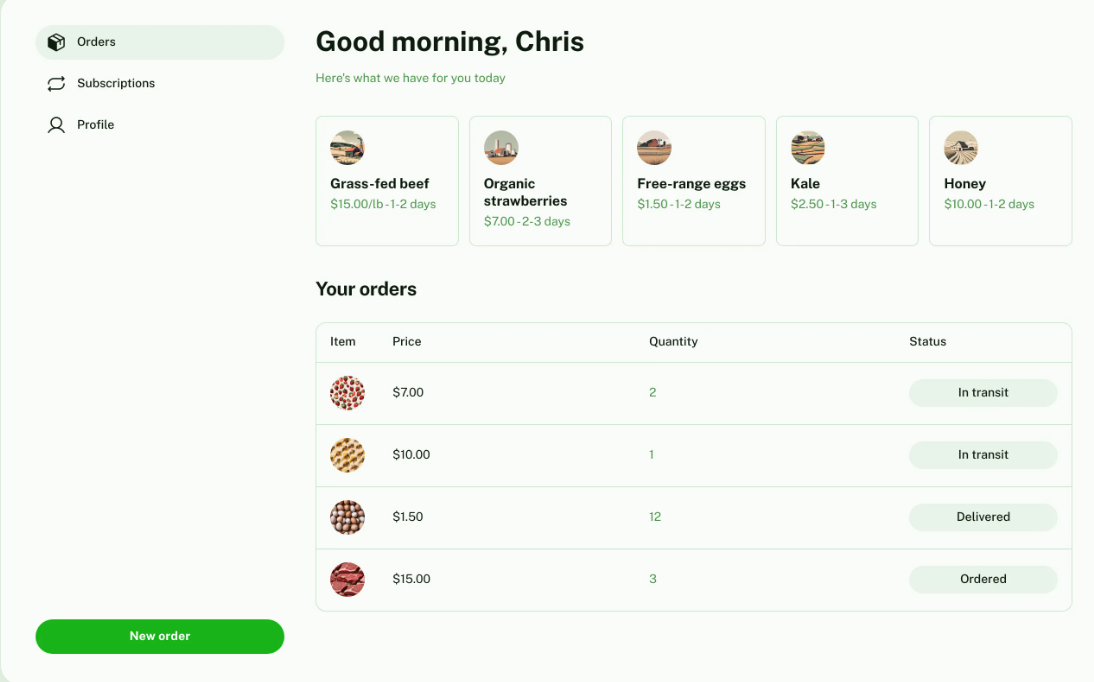 Orders
Subscriptions
Profile
New order
Good morning, Chris
Here's what we have for you today
Grass-fed beef
$15.00/lb - 1-2 days
Organic
strawberries
$7.00 - 2-3 days
Free-range eggs
$1.50 - 1-2 days
Kale
$2.50 - 1-3 days
Honey
$10.00 - 1-2 days
Your orders
Item Price Quantity Status
$7.00 2 In transit
$10.00 1 In transit
$1.50 12 Delivered
$15.00 3 Ordered